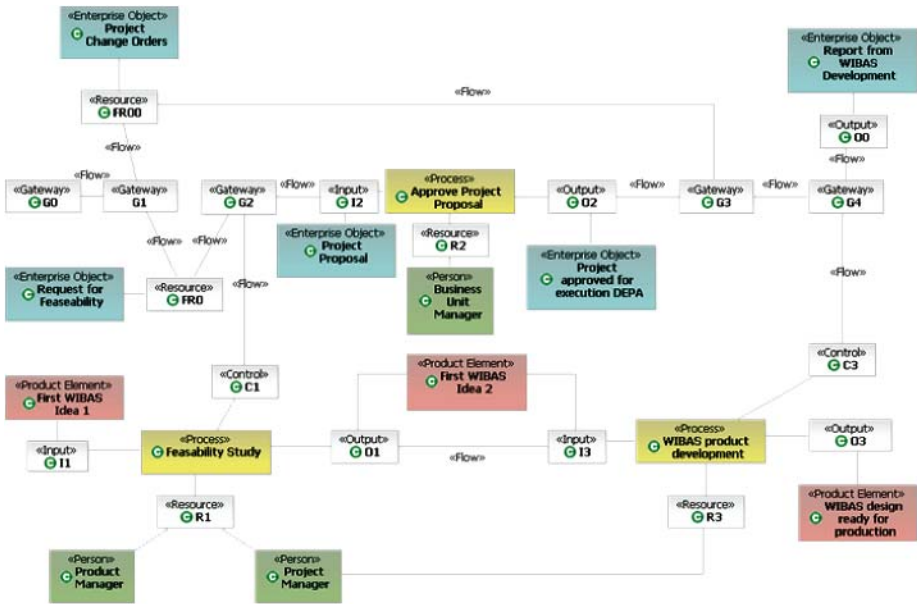 «Enterprise Object»
Project
Change Orders
«Enterprise Object»
Report from
WIBAS
Development
«Resource»
FR00
«Flow»
«Output»
O0
«Flow»
«Flow»
«Gateway»
G0
«Flow»
«Gateway»
G1
«Gateway»
G2
«Flow»
«Input»
I2
«Process»
Approve Project
Proposal
«Output»
O2
«Flow»
«Gateway»
G3
«Flow»
«Gateway»
G4
«Flow»
«Flow»
«Enterprise Object»
Project
Proposal
«Resource»
R2
«Enterprise Object»
Project
approved for
execution DEPA
«Enterprise Object»
Request for
Feaseability
«Resource»
FR0
«Flow»
«Person»
Business
Unit
Manager
«Flow»
«Control»
C1
«Product Element»
First WIBAS
Idea 2
«Control»
C3
«Product Element»
First WIBAS
Idea 1
«Input»
I1
«Process»
Feasability Study
«Output»
O1
«Flow»
«Input»
I3
«Process»
WIBAS product
development
«Output»
O3
«Resource»
R1
«Resource»
R3
«Product Element»
WIBAS design
ready for
production
«Person»
Product
Manager
«Person»
Project
Manager